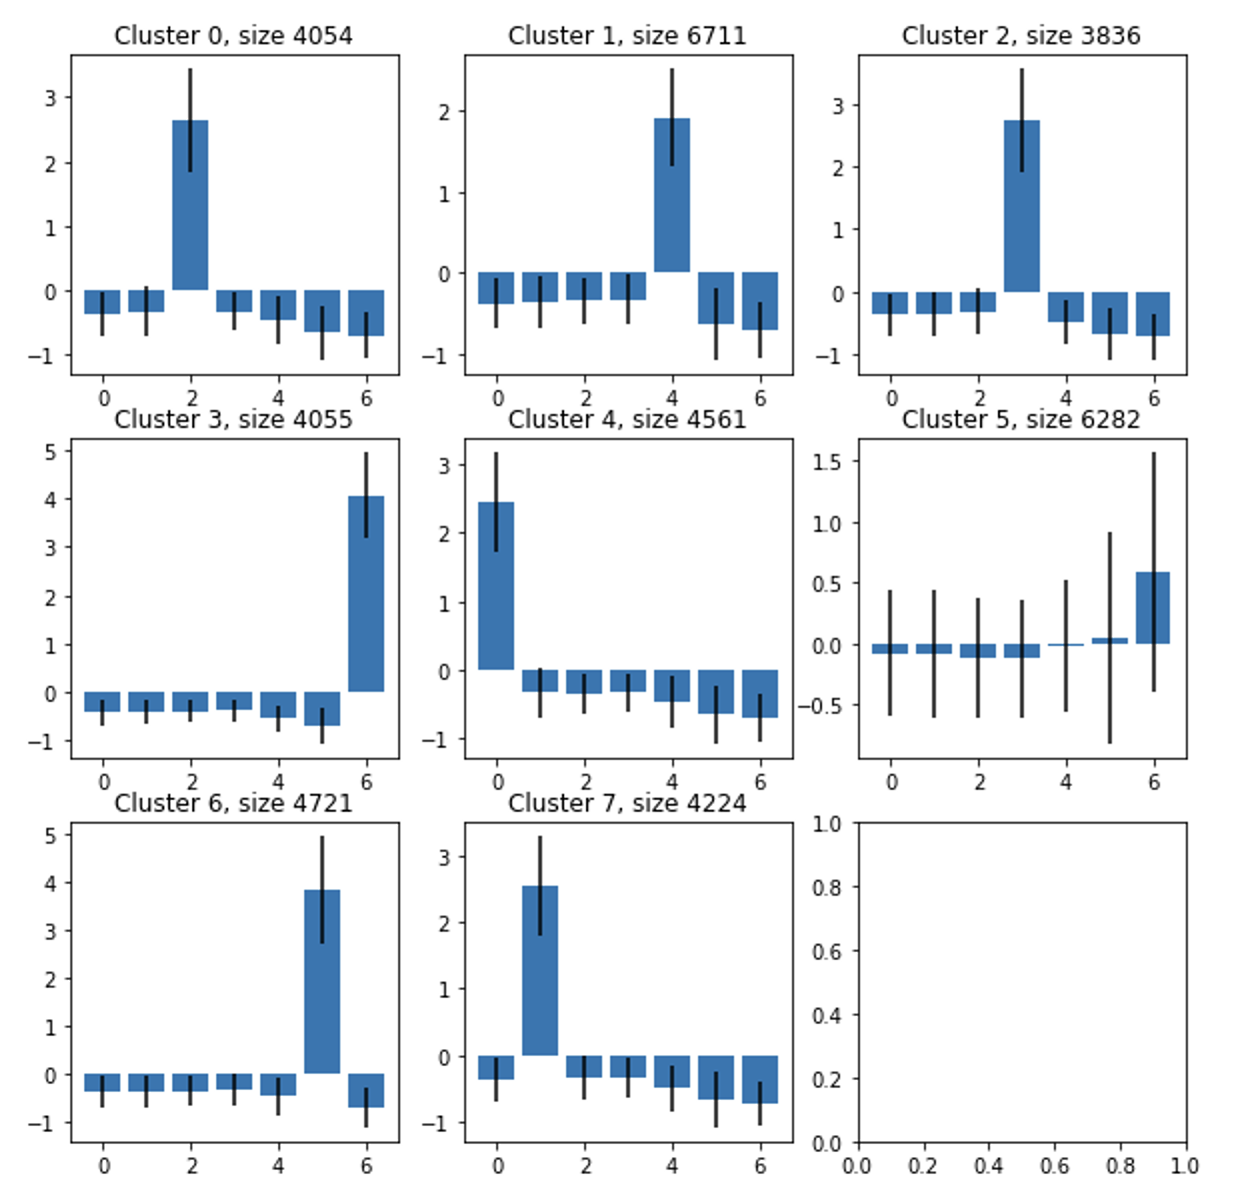 Cluster 0, size 4054
3
2
1
0
−1
0 2 4 6
Cluster 1, size 6711
2
1
0
−1
0 2 4 6
Cluster 2, size 3836
3
2
1
0
−1
0 2 4 6
Cluster 3, size 4055
5
4
3
2
1
0
−1
0 2 4 6
Cluster 4, size 4561
3
2
1
0
−1
0 2 4 6
Cluster 5, size 6282
1.5
1.0
0.5
0.0
−0.5
0 2 4 6
Cluster 6, size 4721
5
4
3
2
1
0
−1
0 2 4 6
Cluster 7, size 4224
3
2
1
0
−1
0 2 4 6
1.0
0.8
0.6
0.4
0.2
0.0
0.0 0.2 0.4 0.6 0.8 1.0